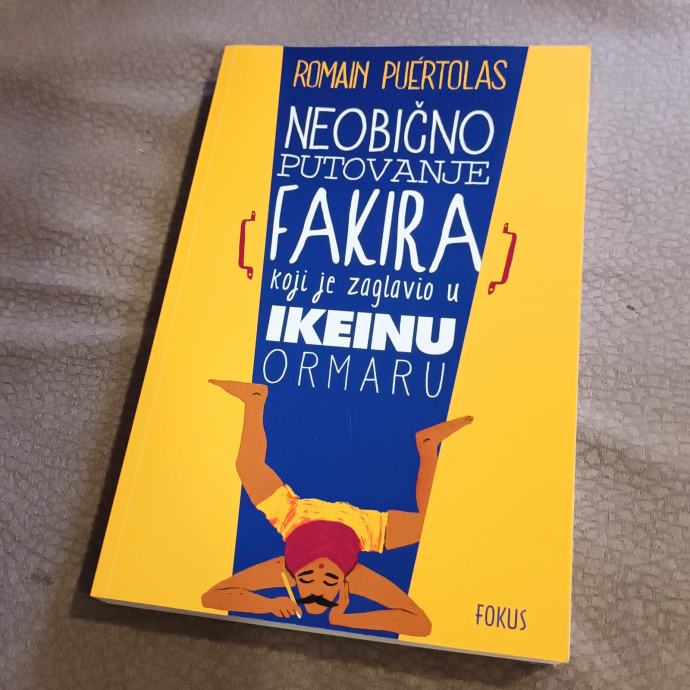 ROMAIN PUÉRTOLAS
NEOBIČNO
PUTOVANJE
FAKIRA
koji je zaglavio u
IKEINU
ORMARU
FOKUS